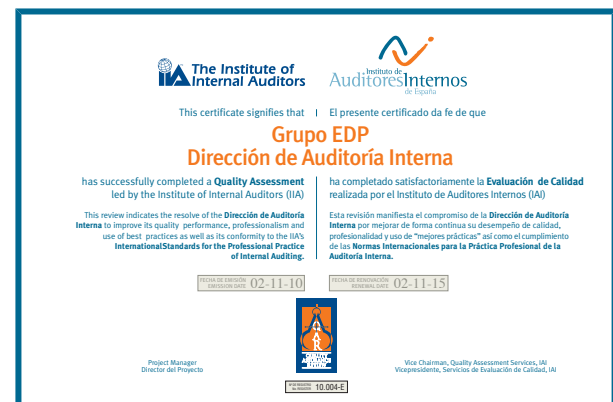 The Institute of
Internal Auditors
IIA
Instituto de
AuditoresInternos
de España
This certificate signifies that
El presente certificado da fe de que
Grupo EDP
Dirección de Auditoría Interna
has successfully completed a Quality Assessment
led by the Institute of Internal Auditors (IIA)
ha completado satisfactoriamente la Evaluación de Calidad
realizada por el Instituto de Auditores Internos (IAI)
This review indicates the resolve of the Dirección de Auditoría
Interna to improve its quality performance, professionalism and
use of best practices as well as its conformity to the IIA's
InternationalStandards for the Professional Practice
of Internal Auditing.
Esta revisión manifiesta el compromiso de la Dirección de Auditoría
Interna por mejorar de forma continua su desempeño de calidad,
profesionalidad y uso de "mejores prácticas" así como el cumplimiento
de las Normas Internacionales para la Práctica Profesional de la
Auditoría Interna.
FECHA DE EMISIÓN
EMISSION DATE
02-11-10
FECHA DE RENOVACIÓN
RENEWAL DATE
02-11-15
QAR
Project Manager
Director del Proyecto
Vice Chairman, Quality Assessment Services, IAI
Vicepresidente, Servicios de Evaluación de Calidad, IAI
10.004-E